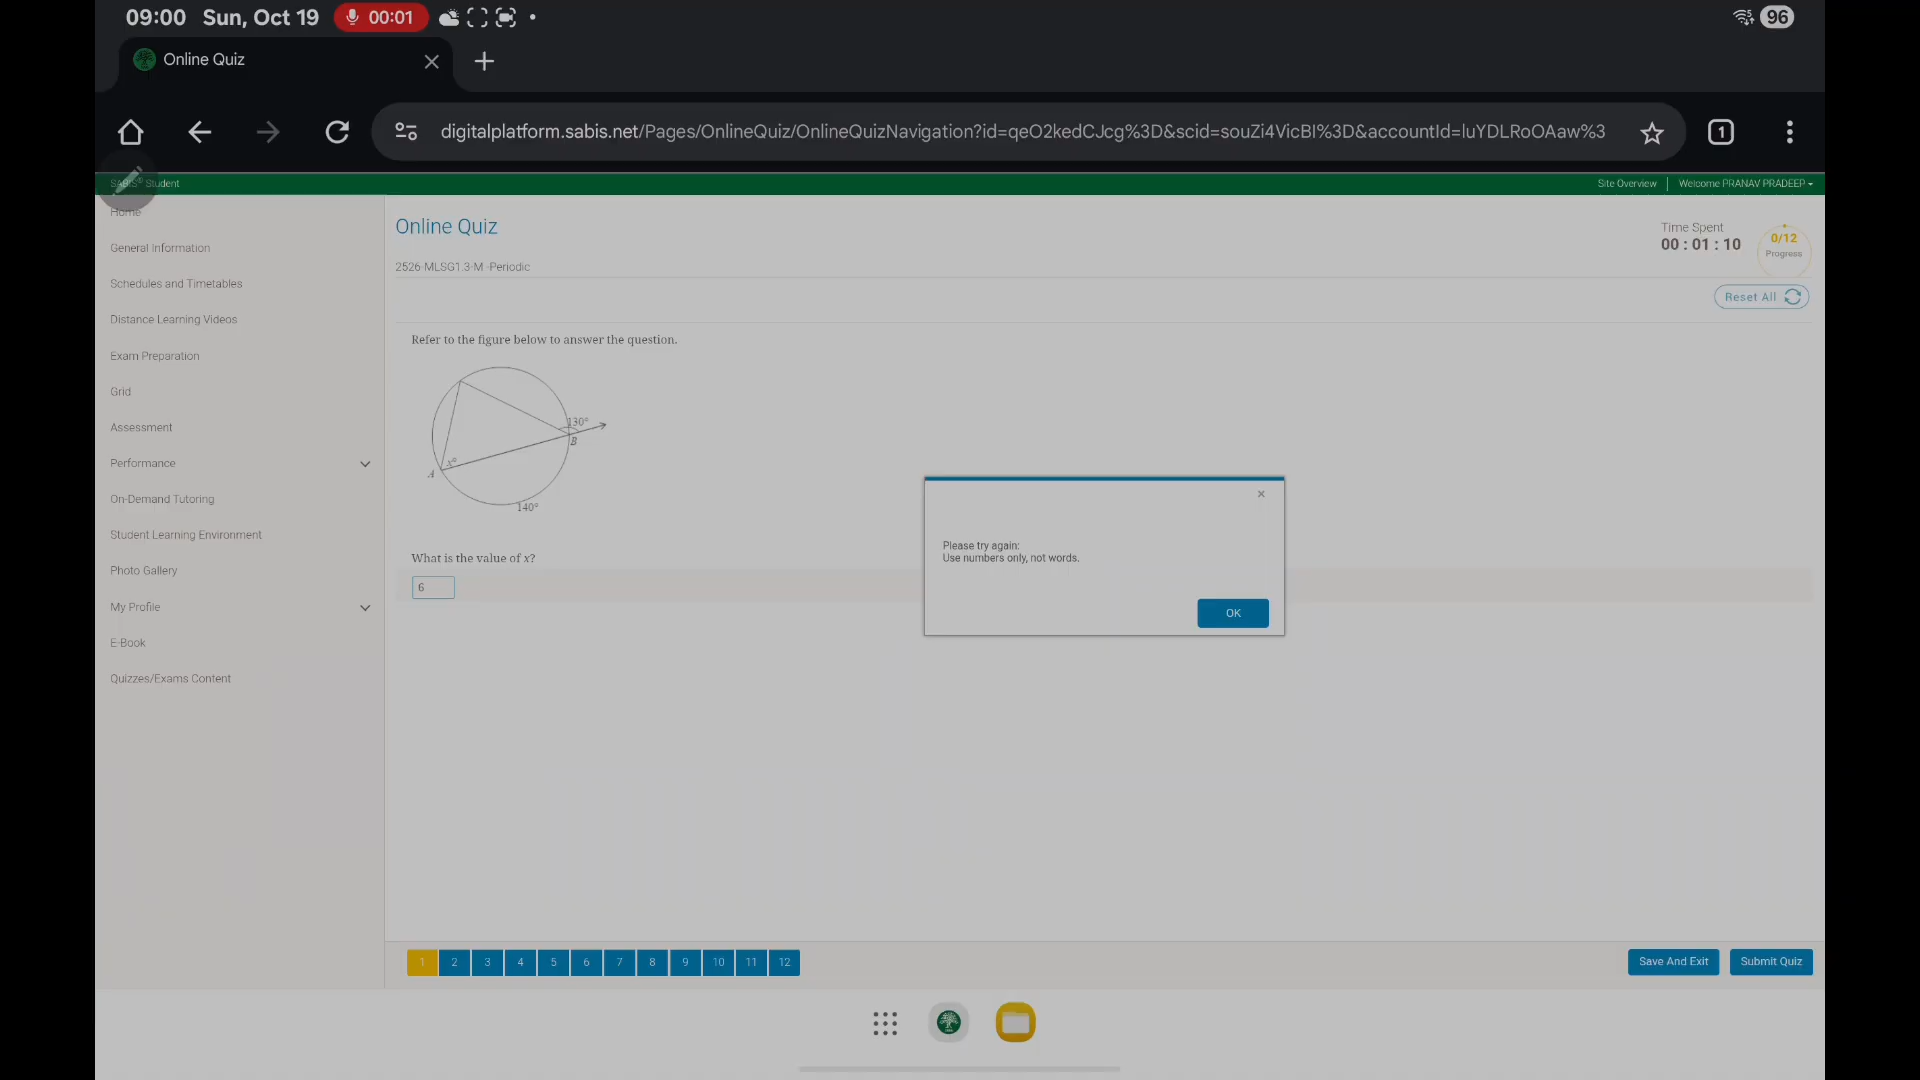 09:00 Sun, Oct 19 00:01 96
Online Quiz
digitalplatform.sabis.net/Pages/OnlineQuiz/OnlineQuizNavigation?id=qeO2kedCJcg%3D&scid=souZi4VicBI%3D&accountId=luYDLRoOAaw%3 1
SABIS® Student
Site Overview Welcome PRANAV PRADEEP
Home
General Information
Schedules and Timetables
Distance Learning Videos
Exam Preparation
Grid
Assessment
Performance
On-Demand Tutoring
Student Learning Environment
Photo Gallery
My Profile
E-Book
Quizzes/Exams Content
Online Quiz
Time Spent
00 : 01 : 10
0/12
Progress
2526-MLSG1.3-M -Periodic
Reset All
Refer to the figure below to answer the question.
130°
B
x°
A
140°
What is the value of x?
6
Please try again:
Use numbers only, not words.
OK
1 2 3 4 5 6 7 8 9 10 11 12
Save And Exit Submit Quiz